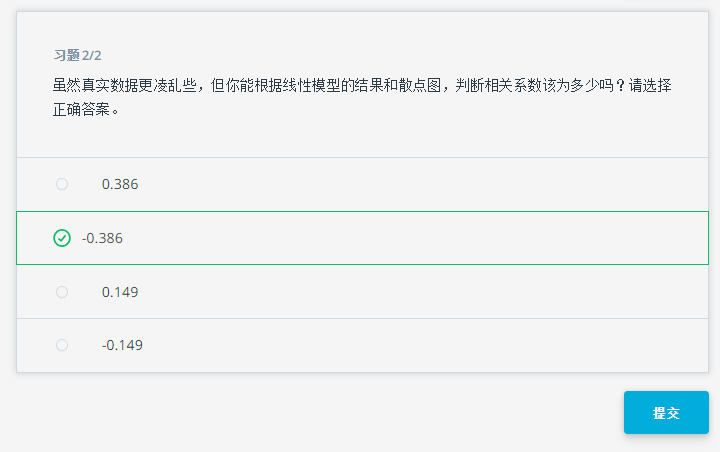 习题 2/2
虽然真实数据更凌乱些，但你能根据线性模型的结果和散点图，判断相关系数该为多少吗？请选择
正确答案。
0.386
-0.386
0.149
-0.149
提交